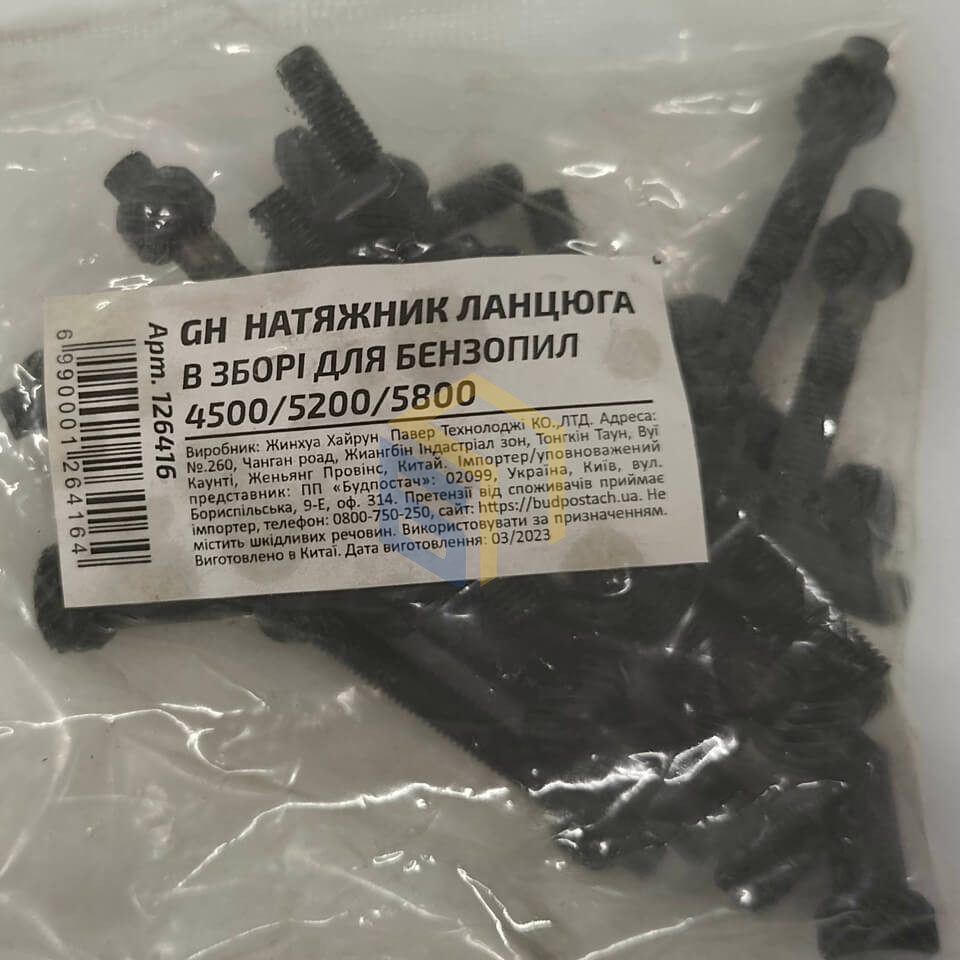 GH НАТЯЖНИК ЛАНЦЮГА
В ЗБОРІ ДЛЯ БЕНЗОПИЛ
4500/5200/5800
Виробник: Жинхуа Хайрун Павер Технолоджі КО.,ЛТД. Адреса:
№.260, Чанган роад, Жиангбін Індастріал зон, Тонгкін Таун, Вуї
Каунті, Женьянг Провінс, Китай. Імпортер/уповноважений
представник: ПП «Будпостач»: 02099, Україна, Київ, вул.
Бориспільська, 9-Е, оф. 314. Претензії від споживачів приймає
імпортер, телефон: 0800-750-250, сайт: https://budpostach.ua. Не
містить шкідливих речовин. Використовувати за призначенням.
Виготовлено в Китаї. Дата виготовлення: 03/2023
Арт. 126416
6990001264164